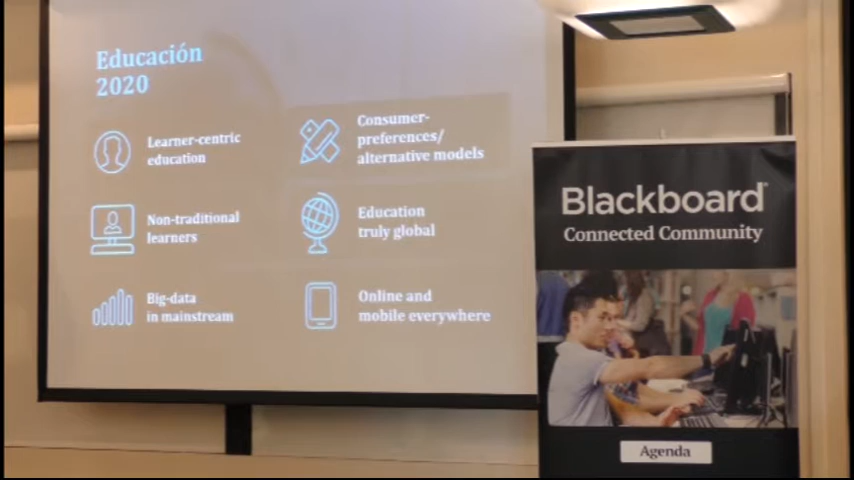 Educación
2020
Learner-centric
education
Consumer-
preferences/
alternative models
Non-traditional
learners
Education
truly global
Big-data
in mainstream
Online and
mobile everywhere
Blackboard
Connected Community
Agenda